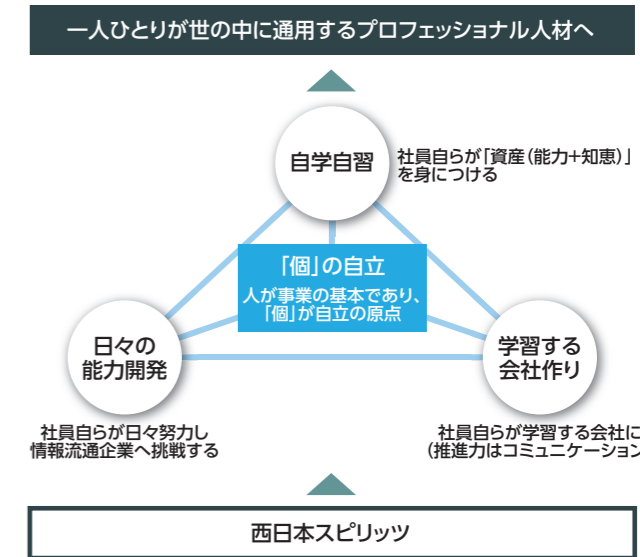 一人ひとりが世の中に通用するプロフェッショナル人材へ
自学自習
社員自らが「資産(能力+知恵)」
を身につける
「個」の自立
人が事業の基本であり、
「個」が自立の原点
日々の
能力開発
学習する
会社作り
社員自らが日々努力し
情報流通企業へ挑戦する
社員自らが学習する会社に
(推進力はコミュニケーション
西日本スピリッツ